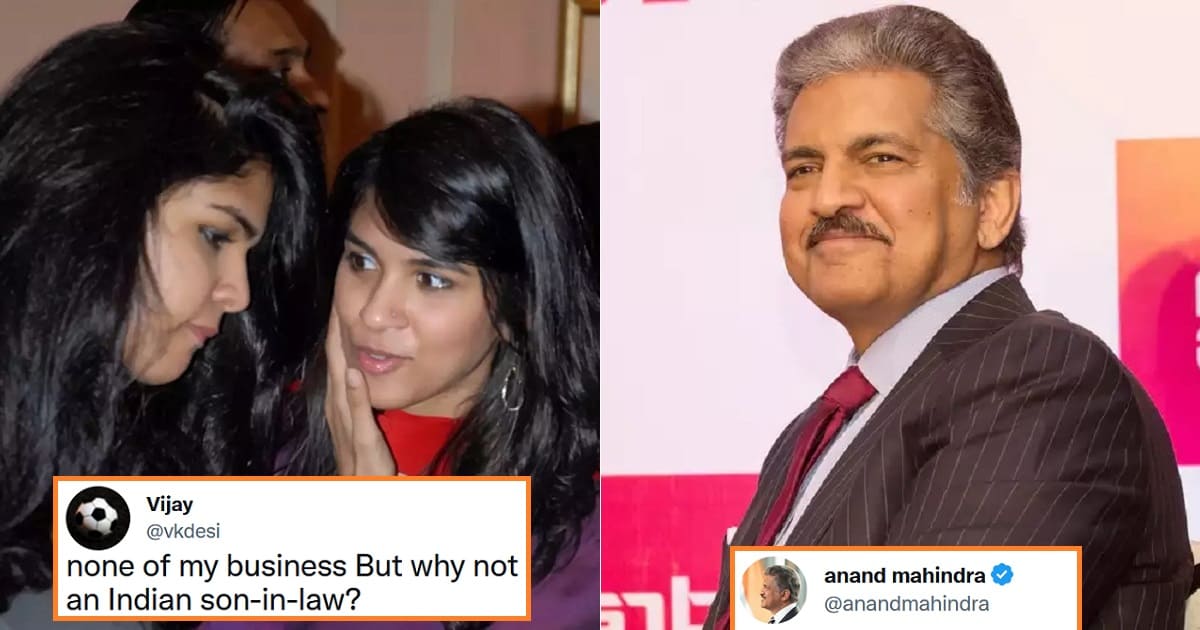 Vijay
@vkdesi
none of my business But why not
an Indian son-in-law?
anand mahindra
@anandmahindra